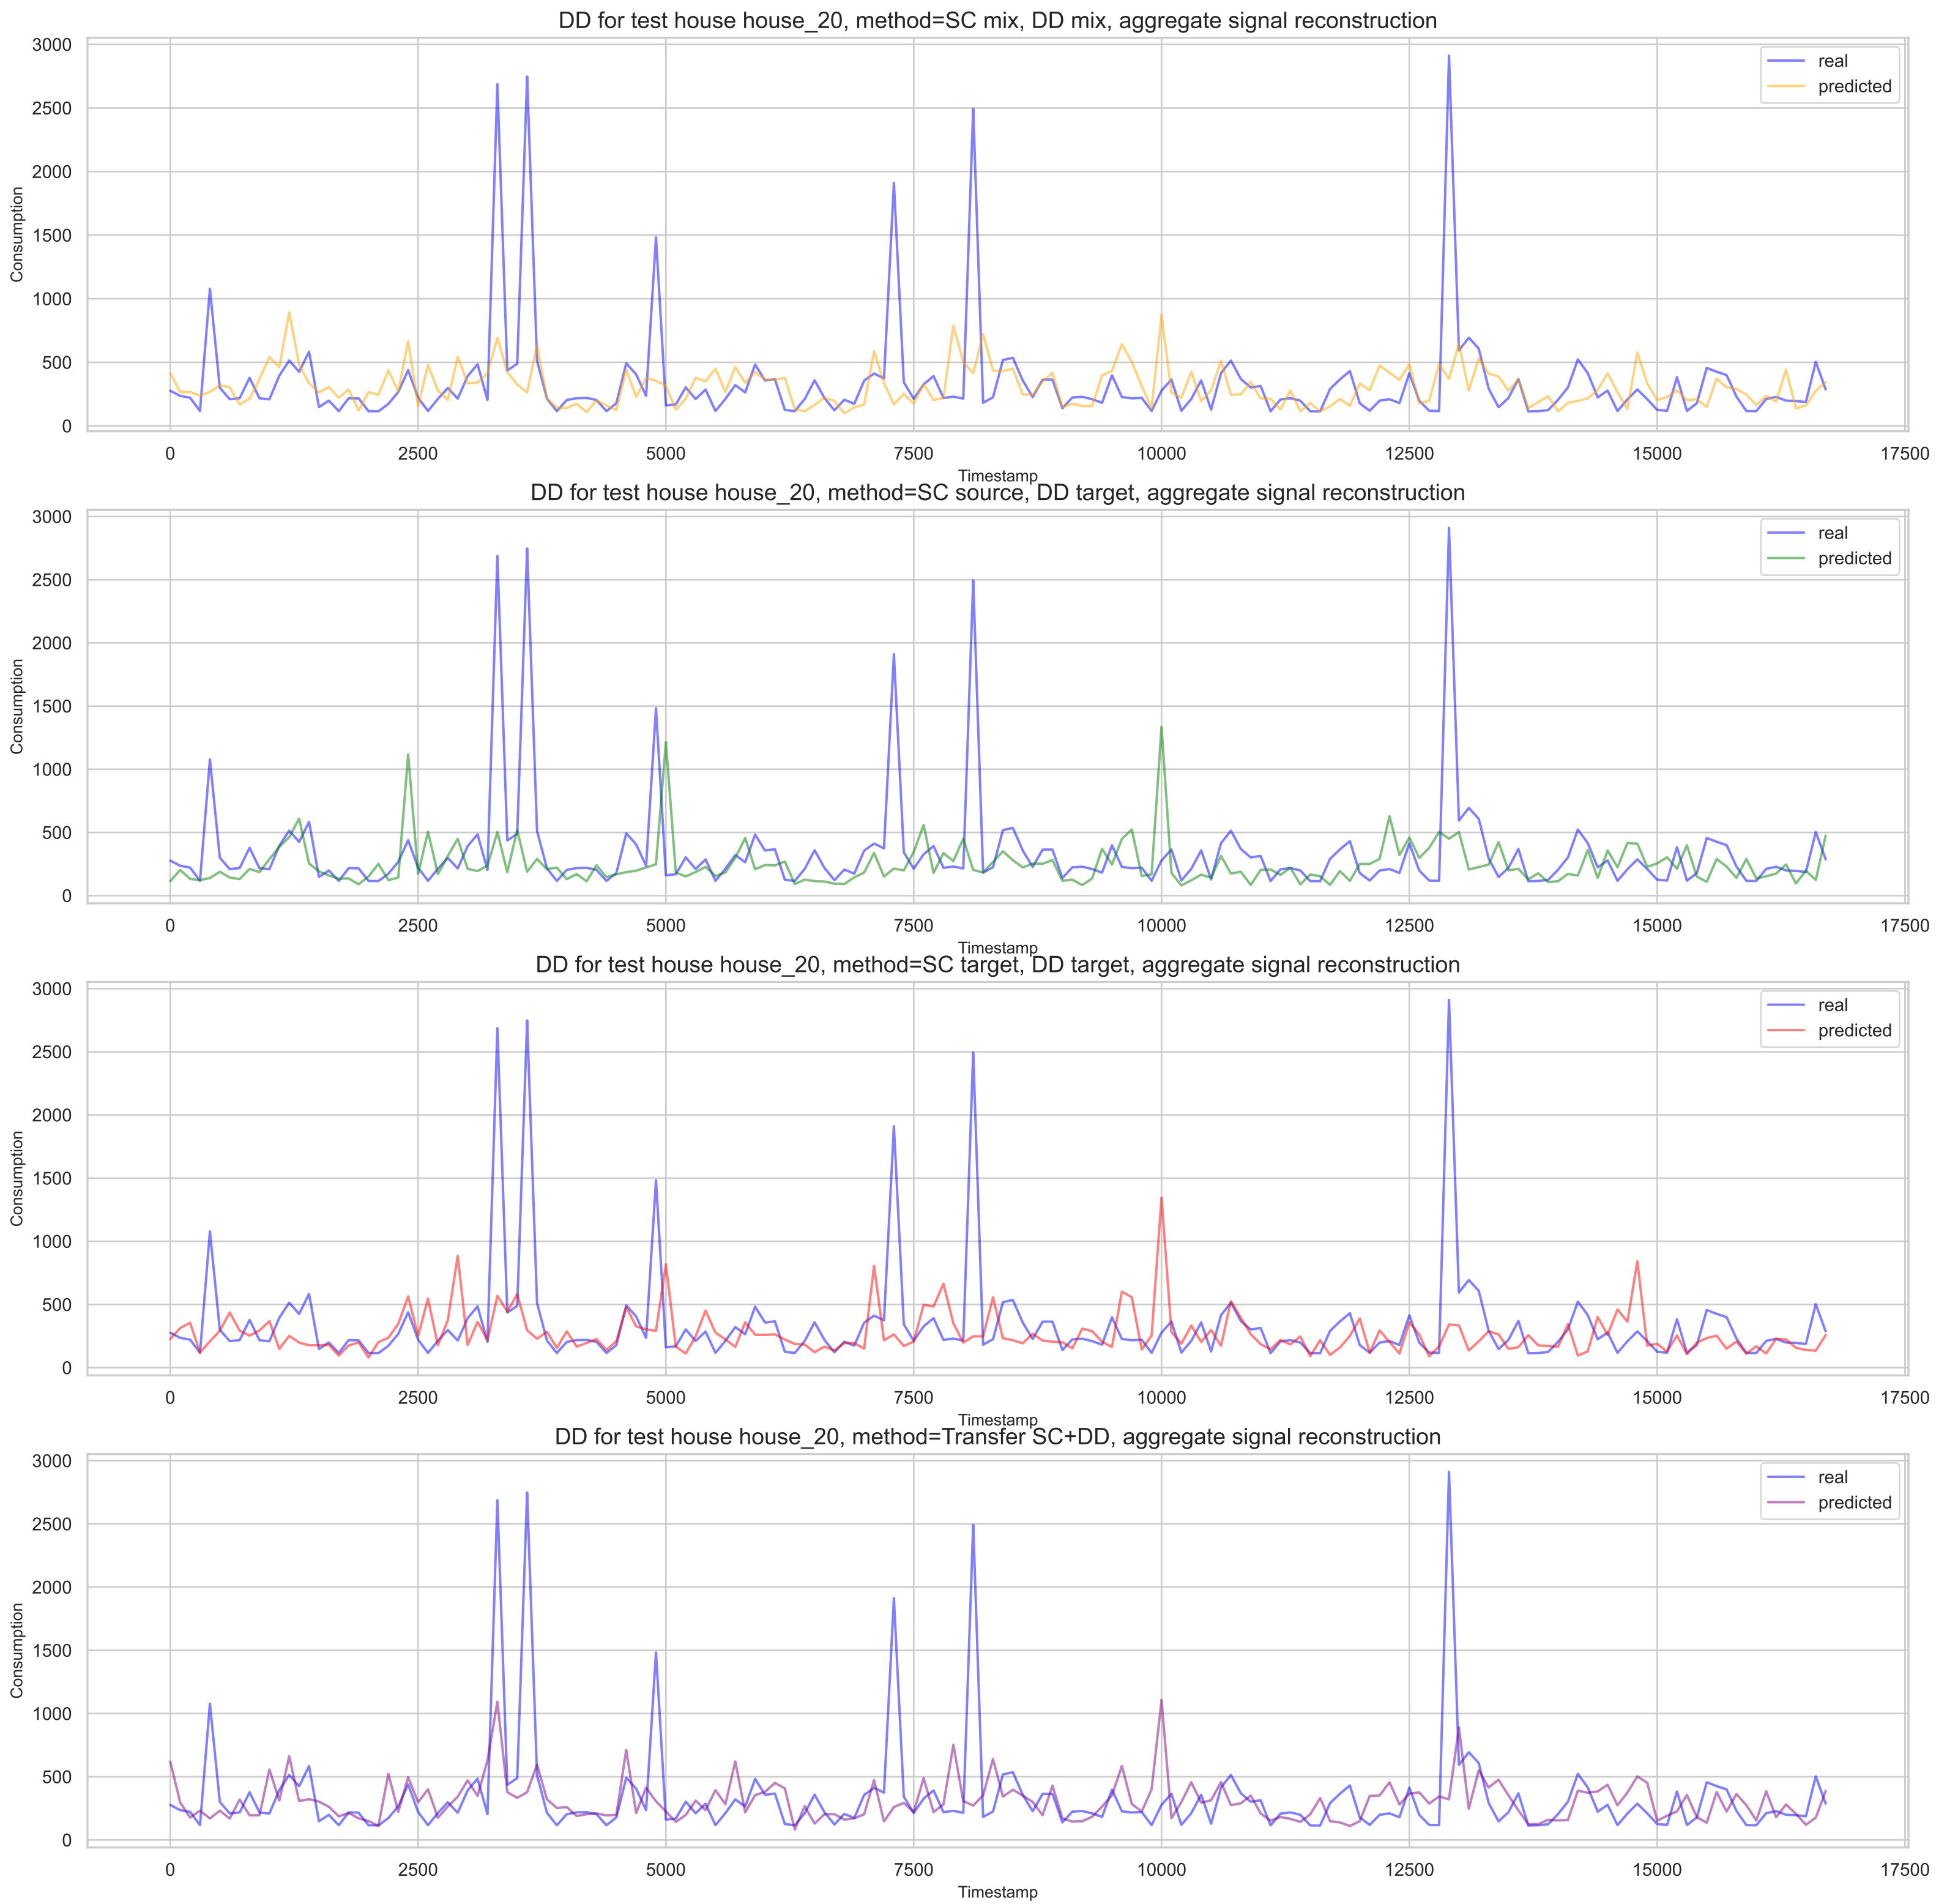 DD for test house house_20, method=SC mix, DD mix, aggregate signal reconstruction
3000
2500
2000
1500
1000
500
0
Consumption
real
predicted
0 2500 5000 7500 10000 12500 15000 17500
Timestamp
DD for test house house_20, method=SC source, DD target, aggregate signal reconstruction
3000
2500
2000
1500
1000
500
0
Consumption
real
predicted
0 2500 5000 7500 10000 12500 15000 17500
Timestamp
DD for test house house_20, method=SC target, DD target, aggregate signal reconstruction
3000
2500
2000
1500
1000
500
0
Consumption
real
predicted
0 2500 5000 7500 10000 12500 15000 17500
Timestamp
DD for test house house_20, method=Transfer SC+DD, aggregate signal reconstruction
3000
2500
2000
1500
1000
500
0
Consumption
real
predicted
0 2500 5000 7500 10000 12500 15000 17500
Timestamp